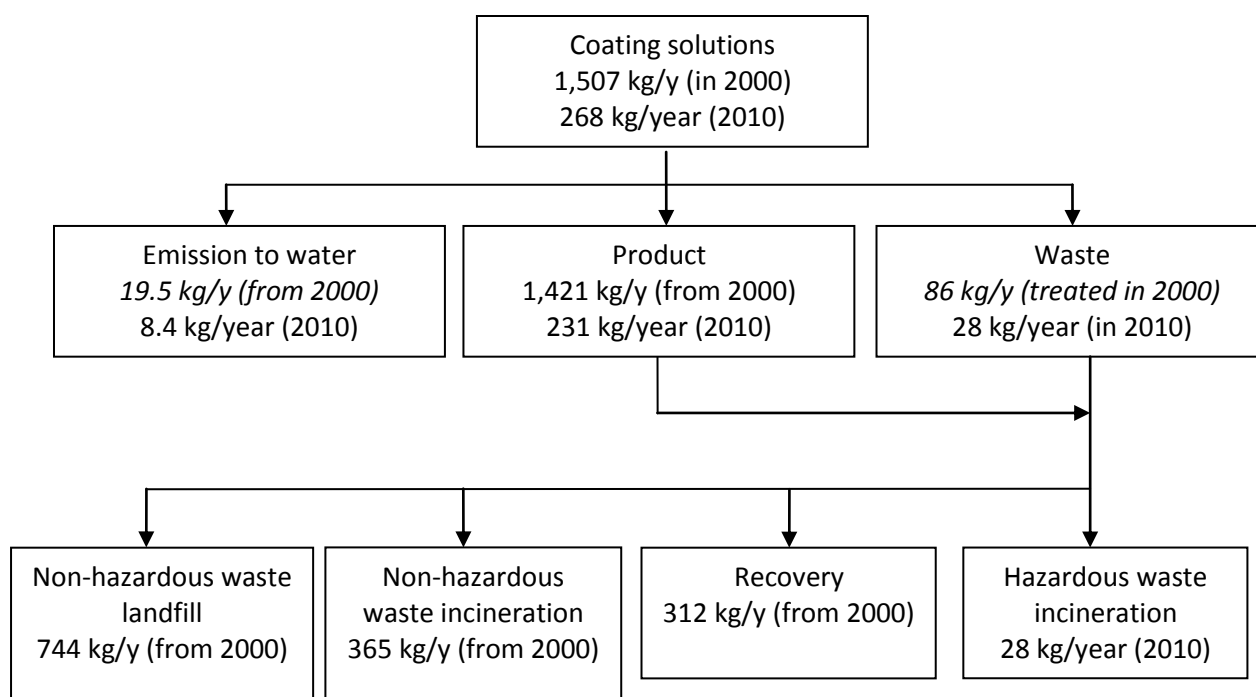 Coating solutions
1,507 kg/y (in 2000)
268 kg/year (2010)
Emission to water
19.5 kg/y (from 2000)
8.4 kg/year (2010)
Product
1,421 kg/y (from 2000)
231 kg/year (2010)
Waste
86 kg/y (treated in 2000)
28 kg/year (in 2010)
Non-hazardous waste
landfill
744 kg/y (from 2000)
Non-hazardous
waste incineration
365 kg/y (from 2000)
Recovery
312 kg/y (from 2000)
Hazardous waste
incineration
28 kg/year (2010)